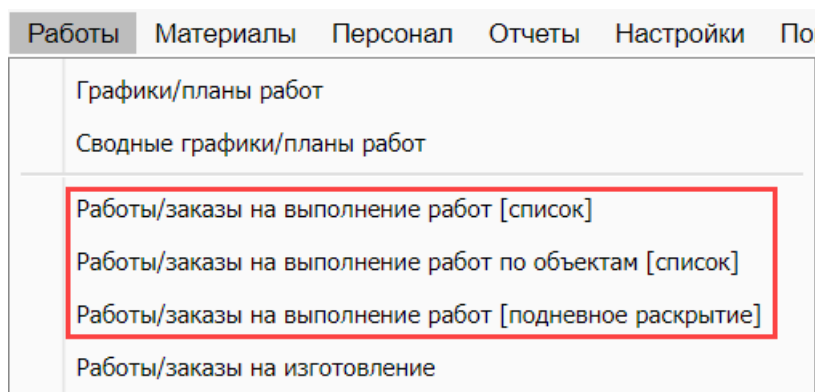 Работы Материалы Персонал Отчеты Настройки По
Графики/планы работ
Сводные графики/планы работ
Работы/заказы на выполнение работ [список]
Работы/заказы на выполнение работ по объектам [список]
Работы/заказы на выполнение работ [подневное раскрытие]
Работы/заказы на изготовление